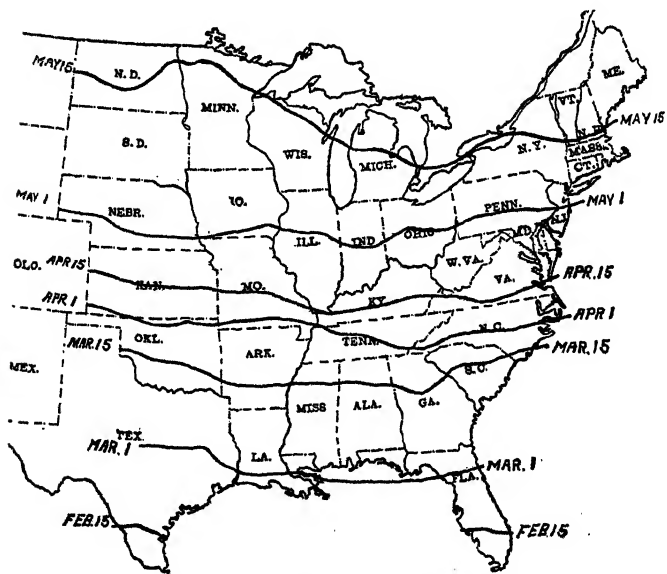 MAY 15
N.D.
MINN.
ME.
VT.
MAY 15
S.D.
WIS.
MICH.
N.Y.
MASS.
CT.
MAY 1
NEBR.
IO.
PENN.
MAY 1
ILL.
IND
OHIO
MD.
N.J.
W.VA.
OLO.
APR 15
KAN.
MO.
KY
VA.
APR. 15
APR 1
TENN.
N.C.
APR 1
MAR. 15
OKL.
ARK.
S.C.
MAR. 15
MEX.
MISS
ALA.
GA.
TEX.
MAR. 1
LA.
FLA.
MAR. 1
FEB. 15
FEB. 15